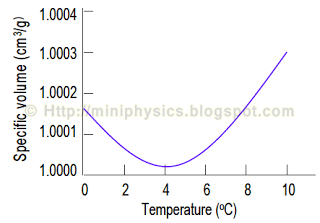 Specific volume (cm³/g)
1.0004
1.0003
1.0002
1.0001
1.0000
© Http://miniphysics.blogspot.com
0 2 4 6 8 10
Temperature (ºC)